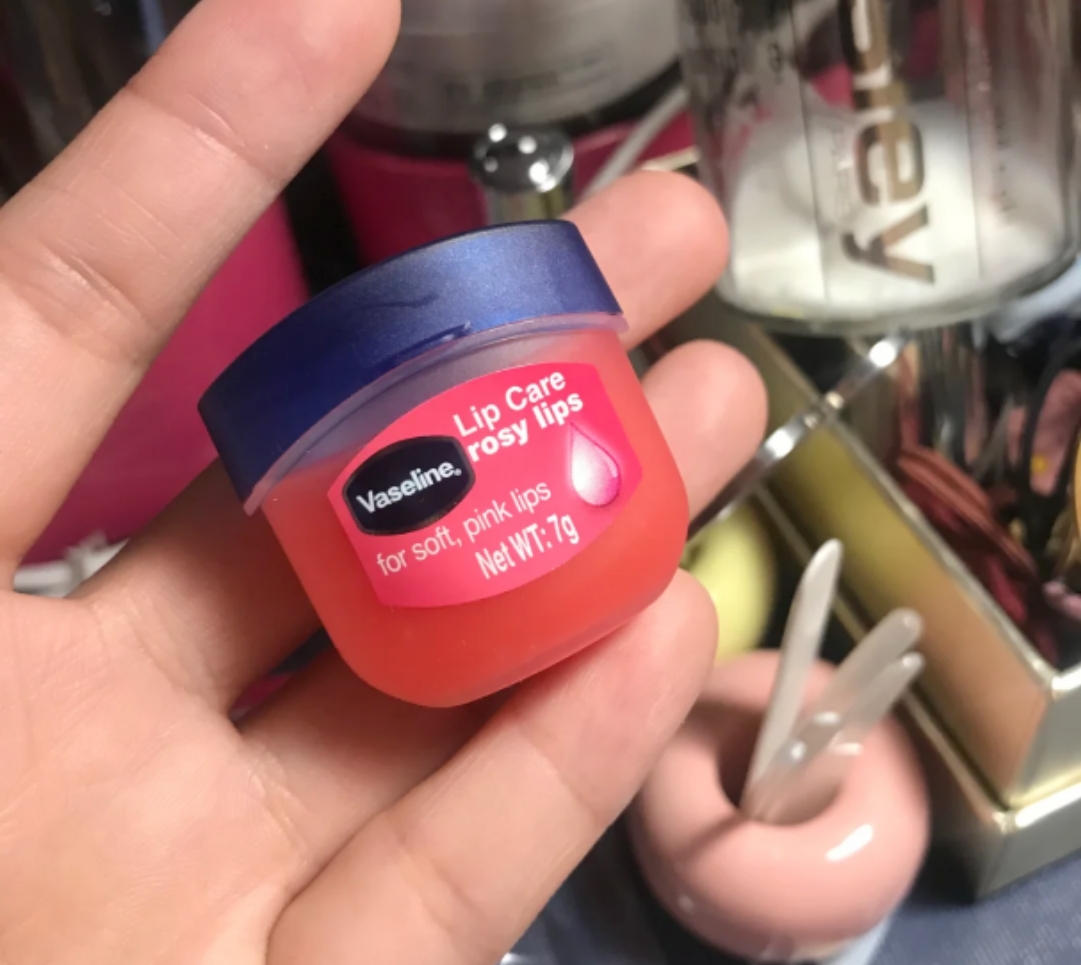 Lip Care
rosy lips
Vaseline®
for soft, pink lips
Net WT: 7g